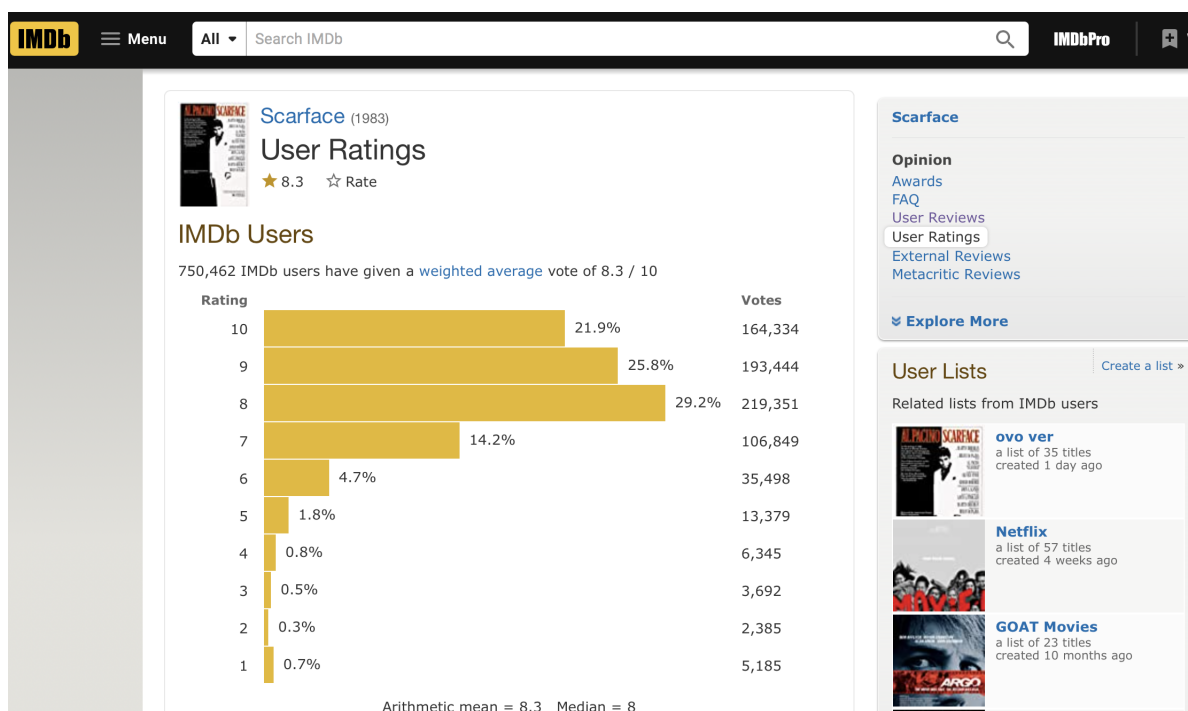 IMDb Menu All Search IMDb IMDbPro
AL PACINO SCARFACE
Scarface (1983)
User Ratings
8.3 Rate
IMDb Users
750,462 IMDb users have given a weighted average vote of 8.3 / 10
Rating Votes
10 21.9% 164,334
9 25.8% 193,444
8 29.2% 219,351
7 14.2% 106,849
6 4.7% 35,498
5 1.8% 13,379
4 0.8% 6,345
3 0.5% 3,692
2 0.3% 2,385
1 0.7% 5,185
Arithmetic mean = 8.3 Median = 8
Scarface
Opinion
Awards
FAQ
User Reviews
User Ratings
External Reviews
Metacritic Reviews
Explore More
User Lists Create a list »
Related lists from IMDb users
AL PACINO SCARFACE
ovo ver
a list of 35 titles
created 1 day ago
Netflix
a list of 57 titles
created 4 weeks ago
GOAT Movies
a list of 23 titles
created 10 months ago
ARGO